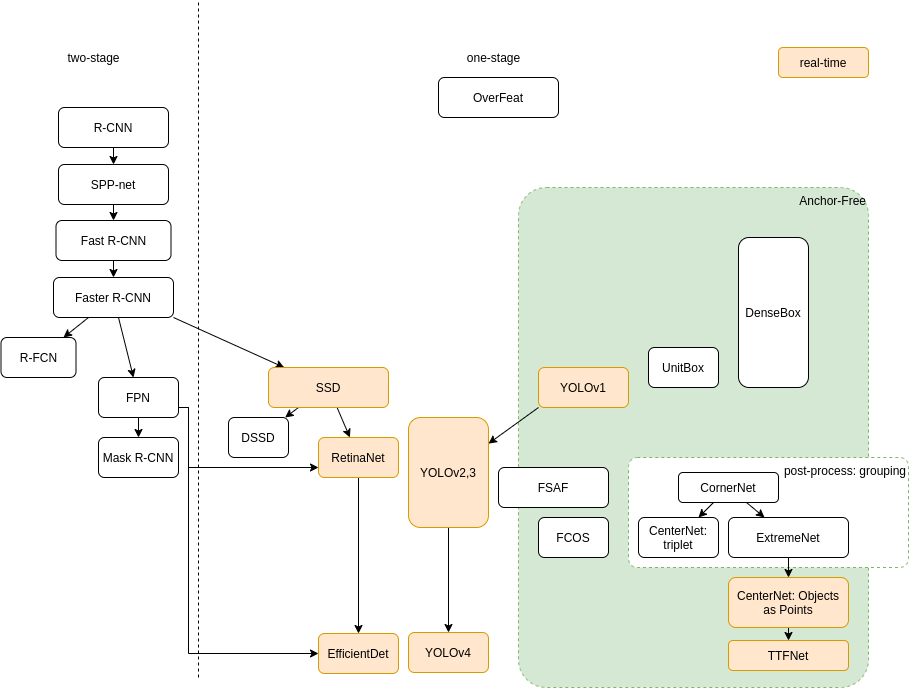 two-stage
one-stage
real-time
OverFeat
R-CNN
SPP-net
Anchor-Free
Fast R-CNN
Faster R-CNN
DenseBox
R-FCN
UnitBox
SSD
YOLOv1
FPN
DSSD
Mask R-CNN
RetinaNet
YOLOv2,3
post-process: grouping
FSAF
CornerNet
FCOS
CenterNet:
triplet
ExtremeNet
CenterNet: Objects
as Points
EfficientDet
YOLOv4
TTFNet